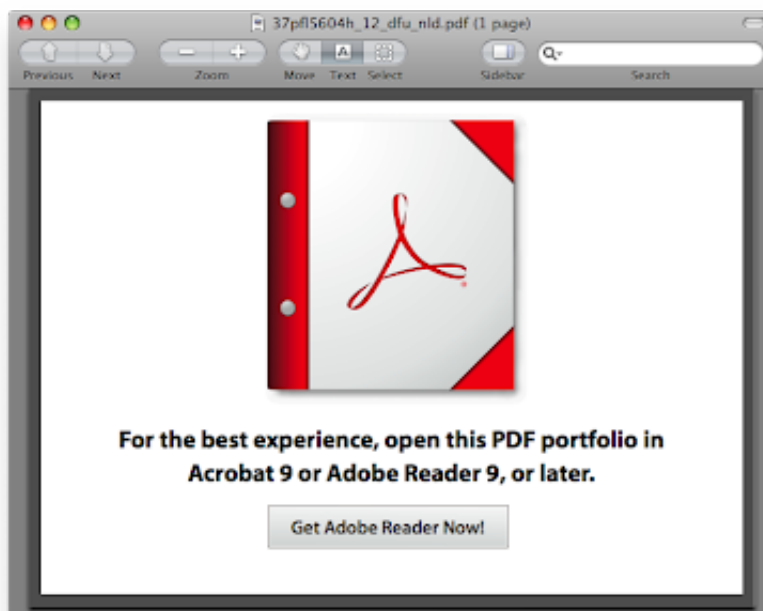 37pfl5604h_12_dfu_nld.pdf (1 page)
Previous Next Zoom Move Text Select Sidebar Search
For the best experience, open this PDF portfolio in
Acrobat 9 or Adobe Reader 9, or later.
Get Adobe Reader Now!